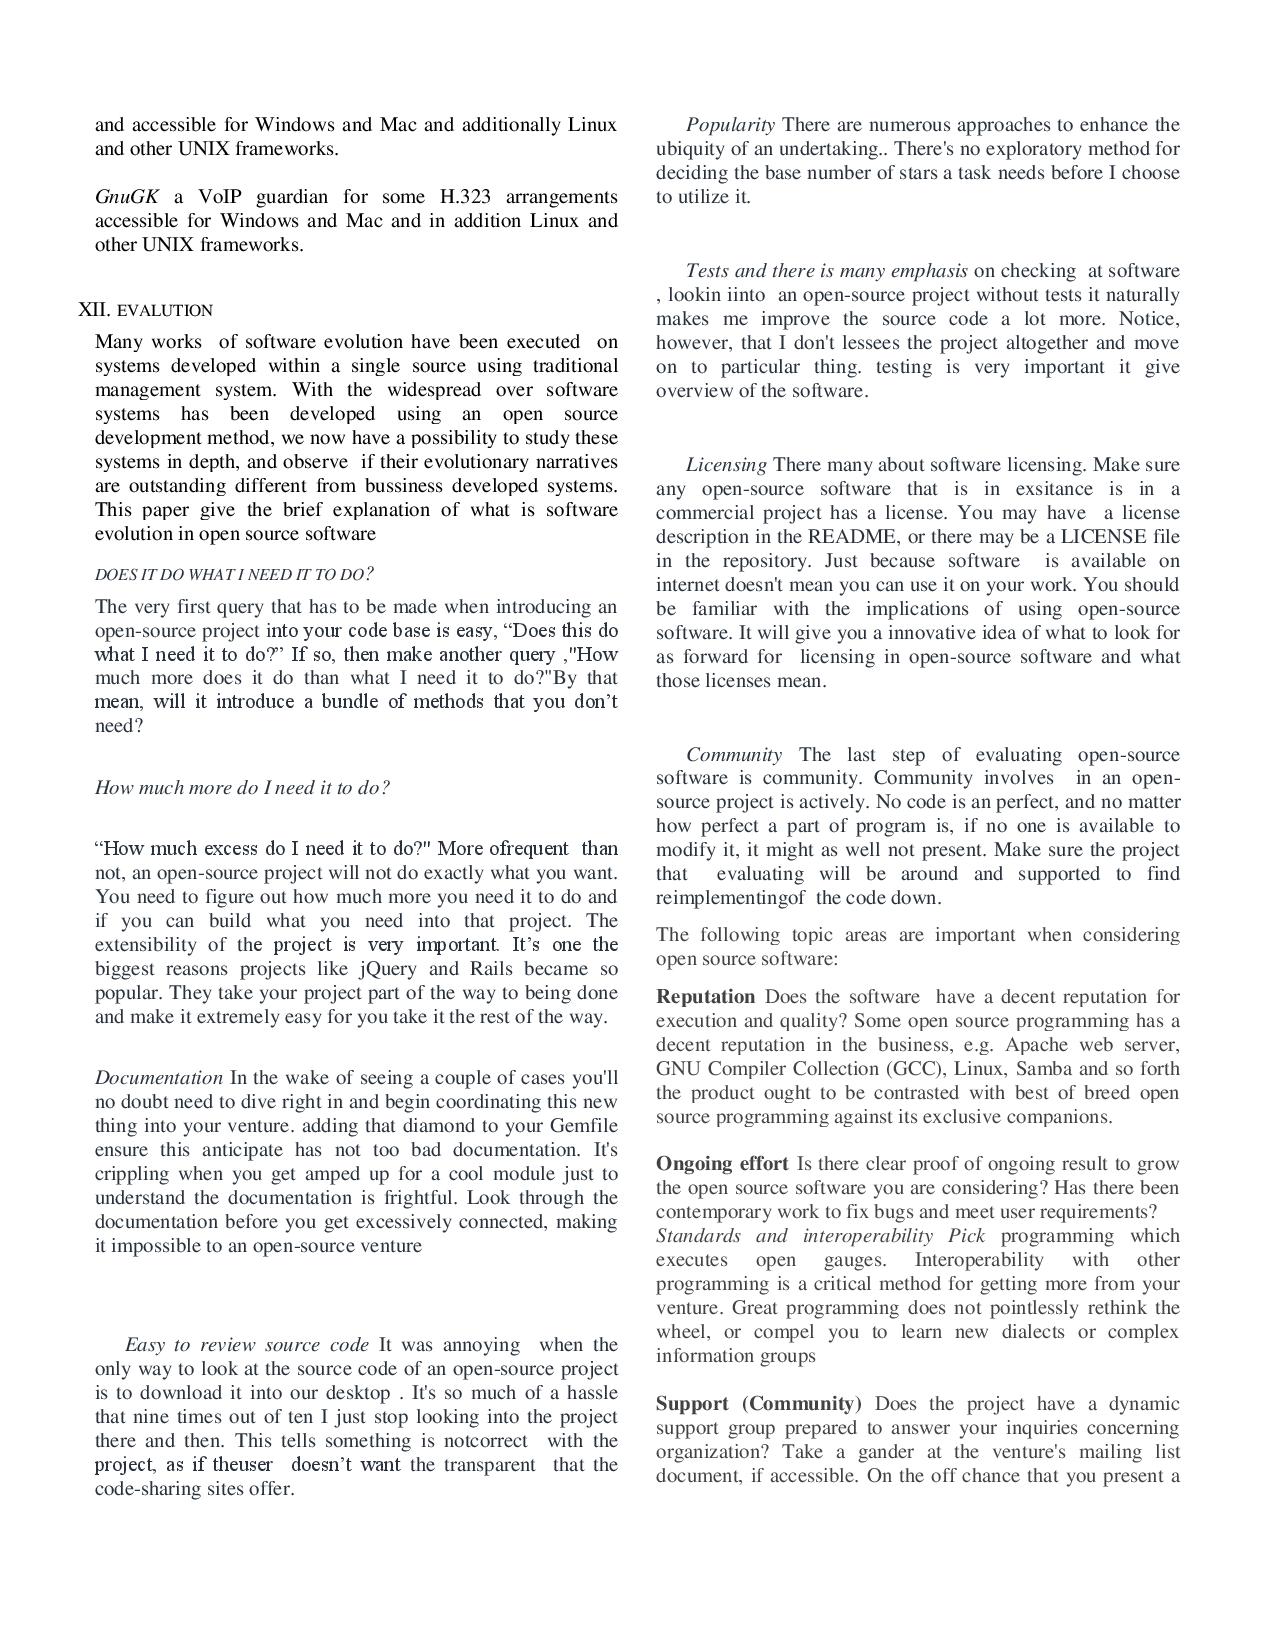 and accessible for Windows and Mac and additionally Linux
and other UNIX frameworks.
GnuGK a VoIP guardian for some H.323 arrangements
accessible for Windows and Mac and in addition Linux and
other UNIX frameworks.
XII. EVALUTION
Many works of software evolution have been executed on
systems developed within a single source using traditional
management system. With the widespread over software
systems has been developed using an open source
development method, we now have a possibility to study these
systems in depth, and observe if their evolutionary narratives
are outstanding different from bussiness developed systems.
This paper give the brief explanation of what is software
evolution in open source software
DOES IT DO WHAT I NEED IT TO DO?
The very first query that has to be made when introducing an
open-source project into your code base is easy, “Does this do
what I need it to do?” If so, then make another query ,"How
much more does it do than what I need it to do?"By that
mean, will it introduce a bundle of methods that you don’t
need?
How much more do I need it to do?
“How much excess do I need it to do?" More ofrequent than
not, an open-source project will not do exactly what you want.
You need to figure out how much more you need it to do and
if you can build what you need into that project. The
extensibility of the project is very important. It’s one the
biggest reasons projects like jQuery and Rails became so
popular. They take your project part of the way to being done
and make it extremely easy for you take it the rest of the way.
Documentation In the wake of seeing a couple of cases you'll
no doubt need to dive right in and begin coordinating this new
thing into your venture. adding that diamond to your Gemfile
ensure this anticipate has not too bad documentation. It's
crippling when you get amped up for a cool module just to
understand the documentation is frightful. Look through the
documentation before you get excessively connected, making
it impossible to an open-source venture
Easy to review source code It was annoying when the
only way to look at the source code of an open-source project
is to download it into our desktop . It's so much of a hassle
that nine times out of ten I just stop looking into the project
there and then. This tells something is notcorrect with the
project, as if theuser doesn’t want the transparent that the
code-sharing sites offer.
Popularity There are numerous approaches to enhance the
ubiquity of an undertaking.. There's no exploratory method for
deciding the base number of stars a task needs before I choose
to utilize it.
Tests and there is many emphasis on checking at software
, lookin iinto an open-source project without tests it naturally
makes me improve the source code a lot more. Notice,
however, that I don't lessees the project altogether and move
on to particular thing. testing is very important it give
overview of the software.
Licensing There many about software licensing. Make sure
any open-source software that is in exsitance is in a
commercial project has a license. You may have a license
description in the README, or there may be a LICENSE file
in the repository. Just because software is available on
internet doesn't mean you can use it on your work. You should
be familiar with the implications of using open-source
software. It will give you a innovative idea of what to look for
as forward for licensing in open-source software and what
those licenses mean.
Community The last step of evaluating open-source
software is community. Community involves in an open-
source project is actively. No code is an perfect, and no matter
how perfect a part of program is, if no one is available to
modify it, it might as well not present. Make sure the project
that evaluating will be around and supported to find
reimplementingof the code down.
The following topic areas are important when considering
open source software:
Reputation Does the software have a decent reputation for
execution and quality? Some open source programming has a
decent reputation in the business, e.g. Apache web server,
GNU Compiler Collection (GCC), Linux, Samba and so forth
the product ought to be contrasted with best of breed open
source programming against its exclusive companions.
Ongoing effort Is there clear proof of ongoing result to grow
the open source software you are considering? Has there been
contemporary work to fix bugs and meet user requirements?
Standards and interoperability Pick programming which
executes open gauges. Interoperability with other
programming is a critical method for getting more from your
venture. Great programming does not pointlessly rethink the
wheel, or compel you to learn new dialects or complex
information groups
Support (Community) Does the project have a dynamic
support group prepared to answer your inquiries concerning
organization? Take a gander at the venture's mailing list
document, if accessible. On the off chance that you present a